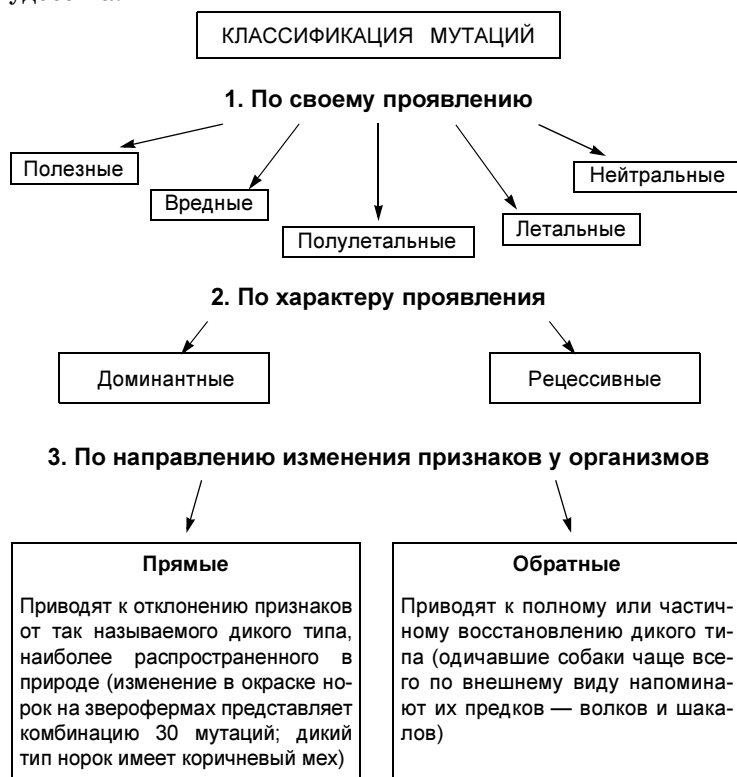 КЛАССИФИКАЦИЯ МУТАЦИЙ
1. По своему проявлению
Полезные
Вредные
Полулетальные
Летальные
Нейтральные
2. По характеру проявления
Доминантные
Рецессивные
3. По направлению изменения признаков у организмов
Прямые
Приводят к отклонению признаков
от так называемого дикого типа,
наиболее распространенного в
природе (изменение в окраске но-
рок на зверофермах представляет
комбинацию 30 мутаций; дикий
тип норок имеет коричневый мех)
Обратные
Приводят к полному или частич-
ному восстановлению дикого ти-
па (одичавшие собаки чаще все-
го по внешнему виду напомина-
ют их предков — волков и шака-
лов)